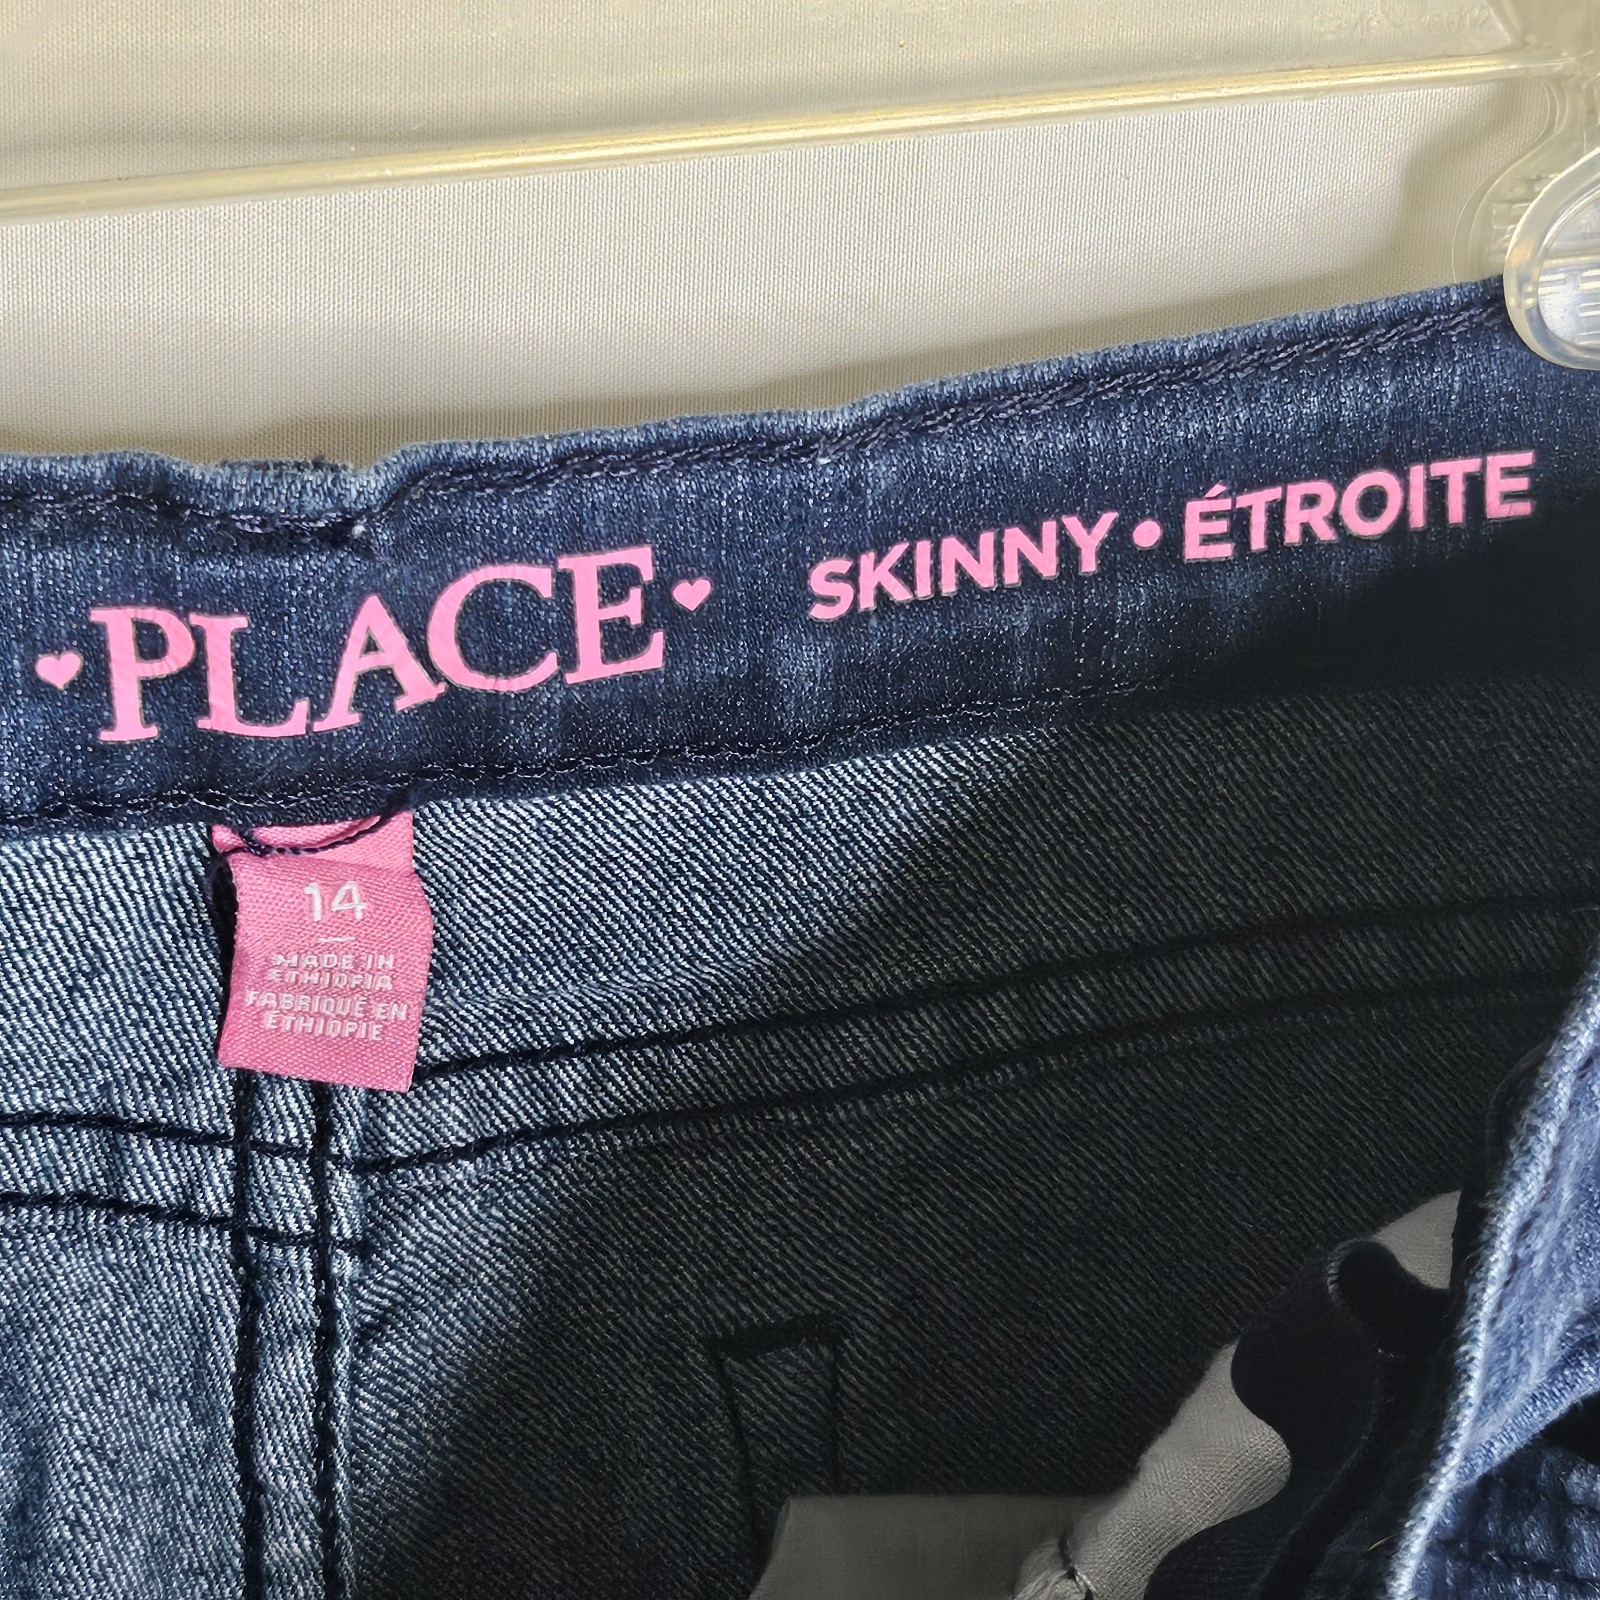 PLACE
SKINNY • ÉTROITE
14
MADE IN
ETHIOPIA
FABRIQUÉ EN
ÉTHIOPIE